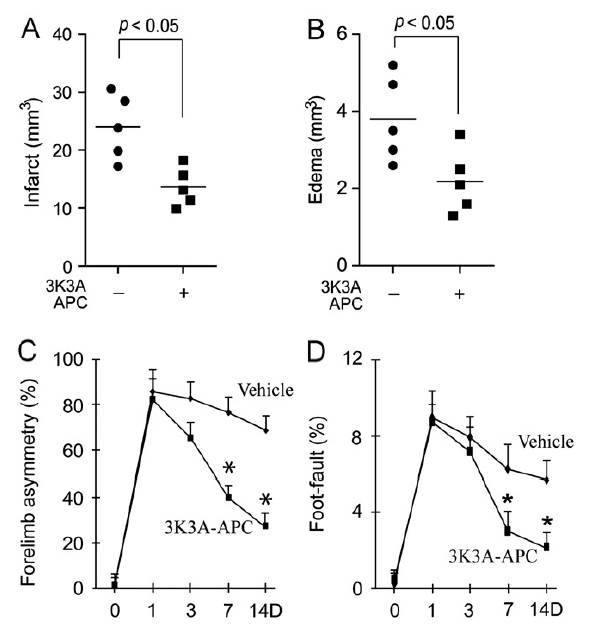 A
p < 0.05
40
30
20
10
0
Infarct (mm³)
3K3A
APC
− +
B
p < 0.05
6
4
2
0
Edema (mm³)
3K3A
APC
− +
C
100
80
60
40
20
0
Forelimb asymmetry (%)
Vehicle
*
*
3K3A-APC
0 1 3 7 14D
D
12
8
4
0
Foot-fault (%)
Vehicle
*
*
3K3A-APC
0 1 3 7 14D